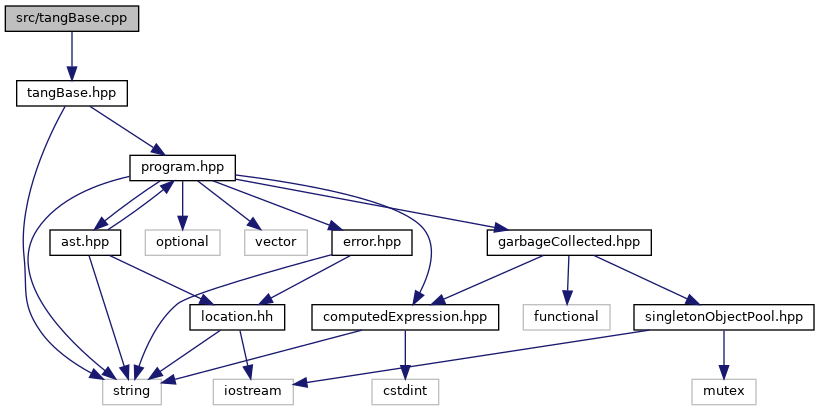 src/tangBase.cpp
tangBase.hpp
program.hpp
ast.hpp
optional
vector
error.hpp
garbageCollected.hpp
location.hh
computedExpression.hpp
functional
singletonObjectPool.hpp
string
iostream
cstdint
mutex